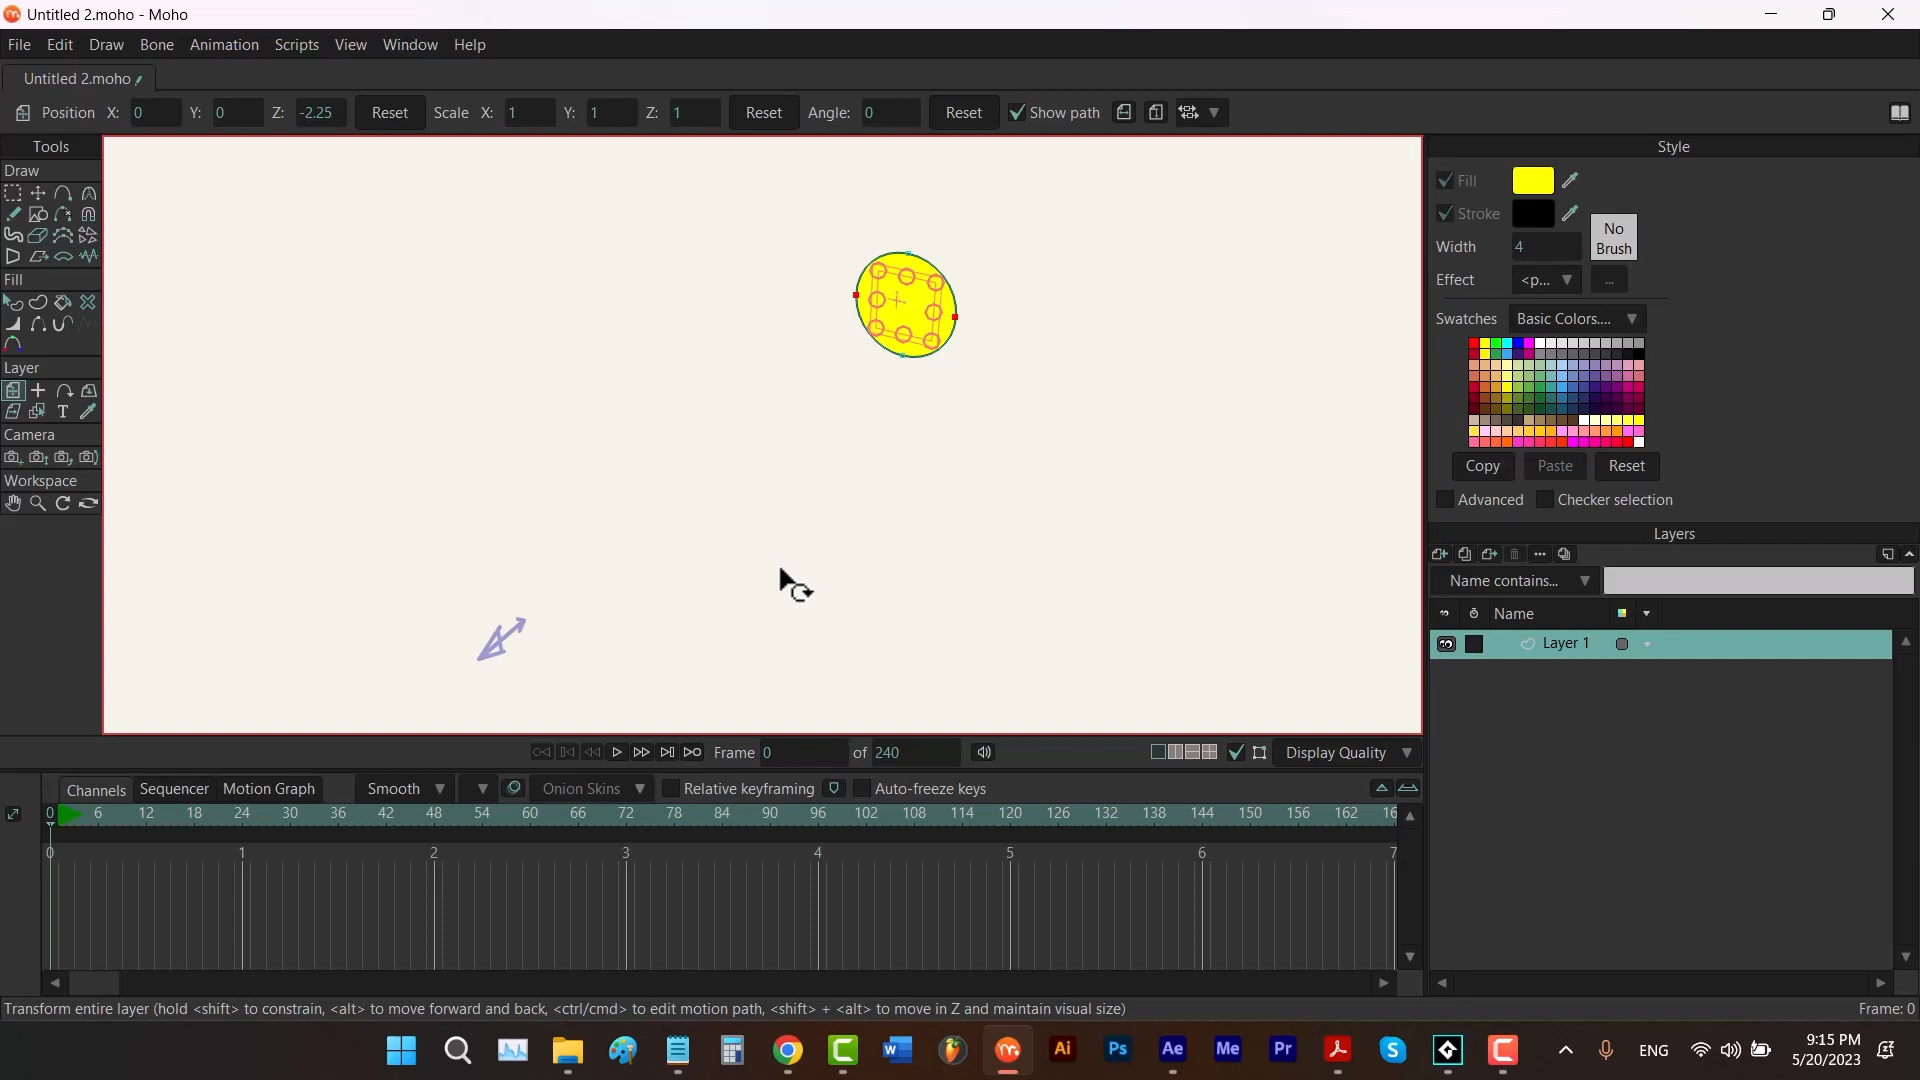 Untitled 2.moho - Moho
File Edit Draw Bone Animation Scripts View Window Help
Untitled 2.moho
Position X: 0 Y: 0 Z: -2.25 Reset Scale X: 1 Y: 1 Z: 1 Reset Angle: 0 Reset Show path
Tools
Draw
Fill
Layer
T
Camera
Workspace
Style
Fill
Stroke
No
Brush
Width 4
Effect <p... ...
Swatches Basic Colors....
Copy Paste Reset
Advanced Checker selection
Layers
Name contains...
Name
Layer 1
Frame 0 of 240 Display Quality
Channels Sequencer Motion Graph Smooth Onion Skins Relative keyframing Auto-freeze keys
0 6 12 18 24 30 36 42 48 54 60 66 72 78 84 90 96 102 108 114 120 126 132 138 144 150 156 162 16
0 1 2 3 4 5 6 7
Transform entire layer (hold <shift> to constrain, <alt> to move forward and back, <ctrl/cmd> to edit motion path, <shift> + <alt> to move in Z and maintain visual size) Frame: 0
Ai Ps Ae Me Pr ENG 9:15 PM
5/20/2023